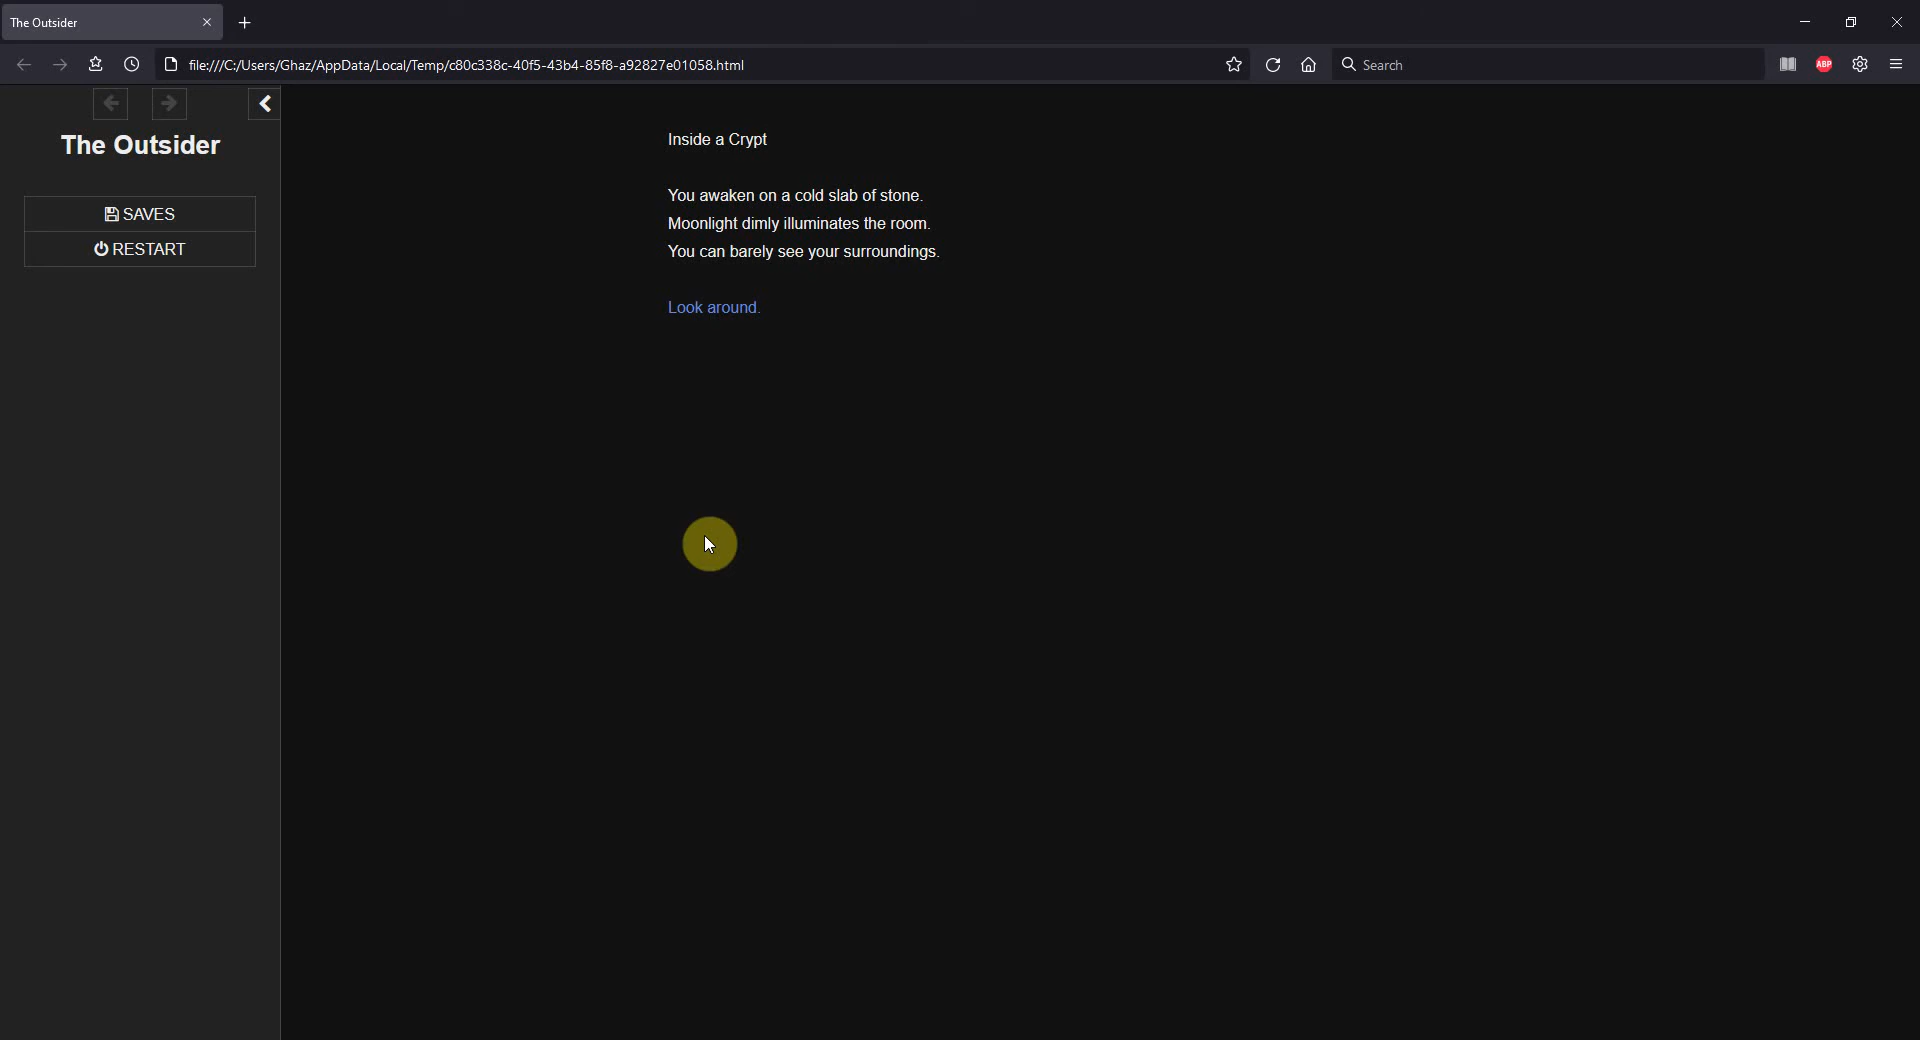 The Outsider
file:///C:/Users/Ghaz/AppData/Local/Temp/c80c338c-40f5-43b4-85f8-a92827e01058.html
Search
ABP
The Outsider
SAVES
RESTART
Inside a Crypt
You awaken on a cold slab of stone.
Moonlight dimly illuminates the room.
You can barely see your surroundings.
Look around.